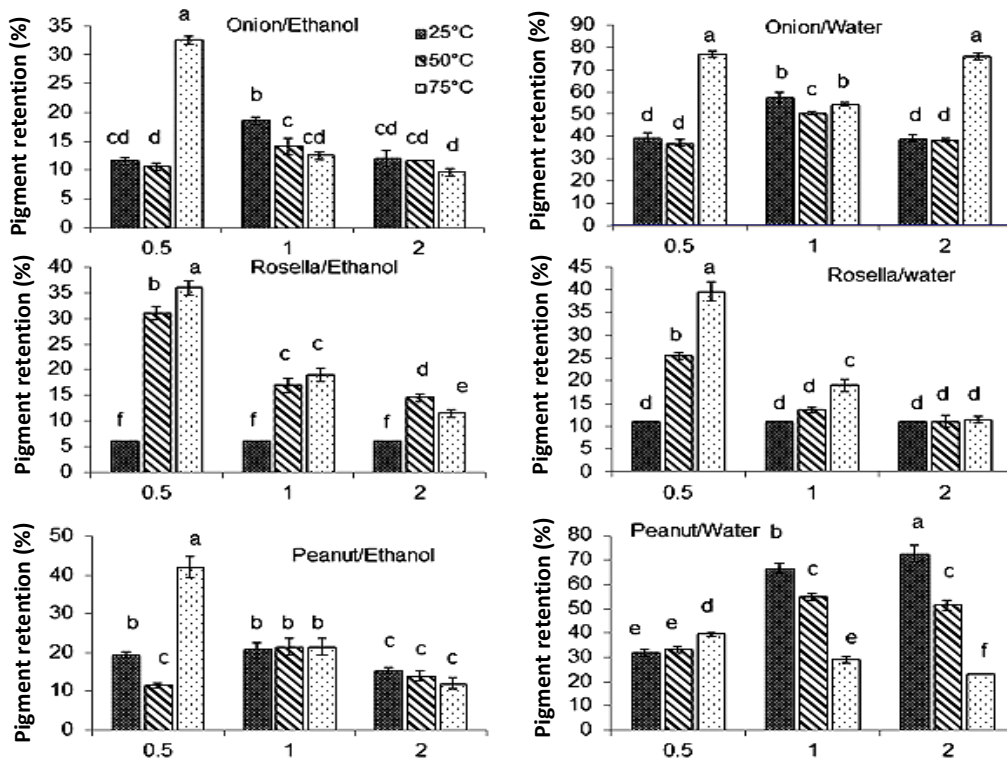 Pigment retention (%)
Onion/Ethanol
25°C
50°C
75°C
35
30
25
20
15
10
5
0
cd d a
b c cd
cd cd d
0.5 1 2
Pigment retention (%)
Onion/Water
90
80
70
60
50
40
30
20
10
0
d d a
b c b
d d a
0.5 1 2
Pigment retention (%)
Rosella/Ethanol
40
35
30
25
20
15
10
5
0
f b a
f c c
f d e
0.5 1 2
Pigment retention (%)
Rosella/water
45
40
35
30
25
20
15
10
5
0
d b a
d d c
d d d
0.5 1 2
Pigment retention (%)
Peanut/Ethanol
50
40
30
20
10
0
b c a
b b b
c c c
0.5 1 2
Pigment retention (%)
Peanut/Water
80
70
60
50
40
30
20
10
0
e e d
b c e
a c f
0.5 1 2